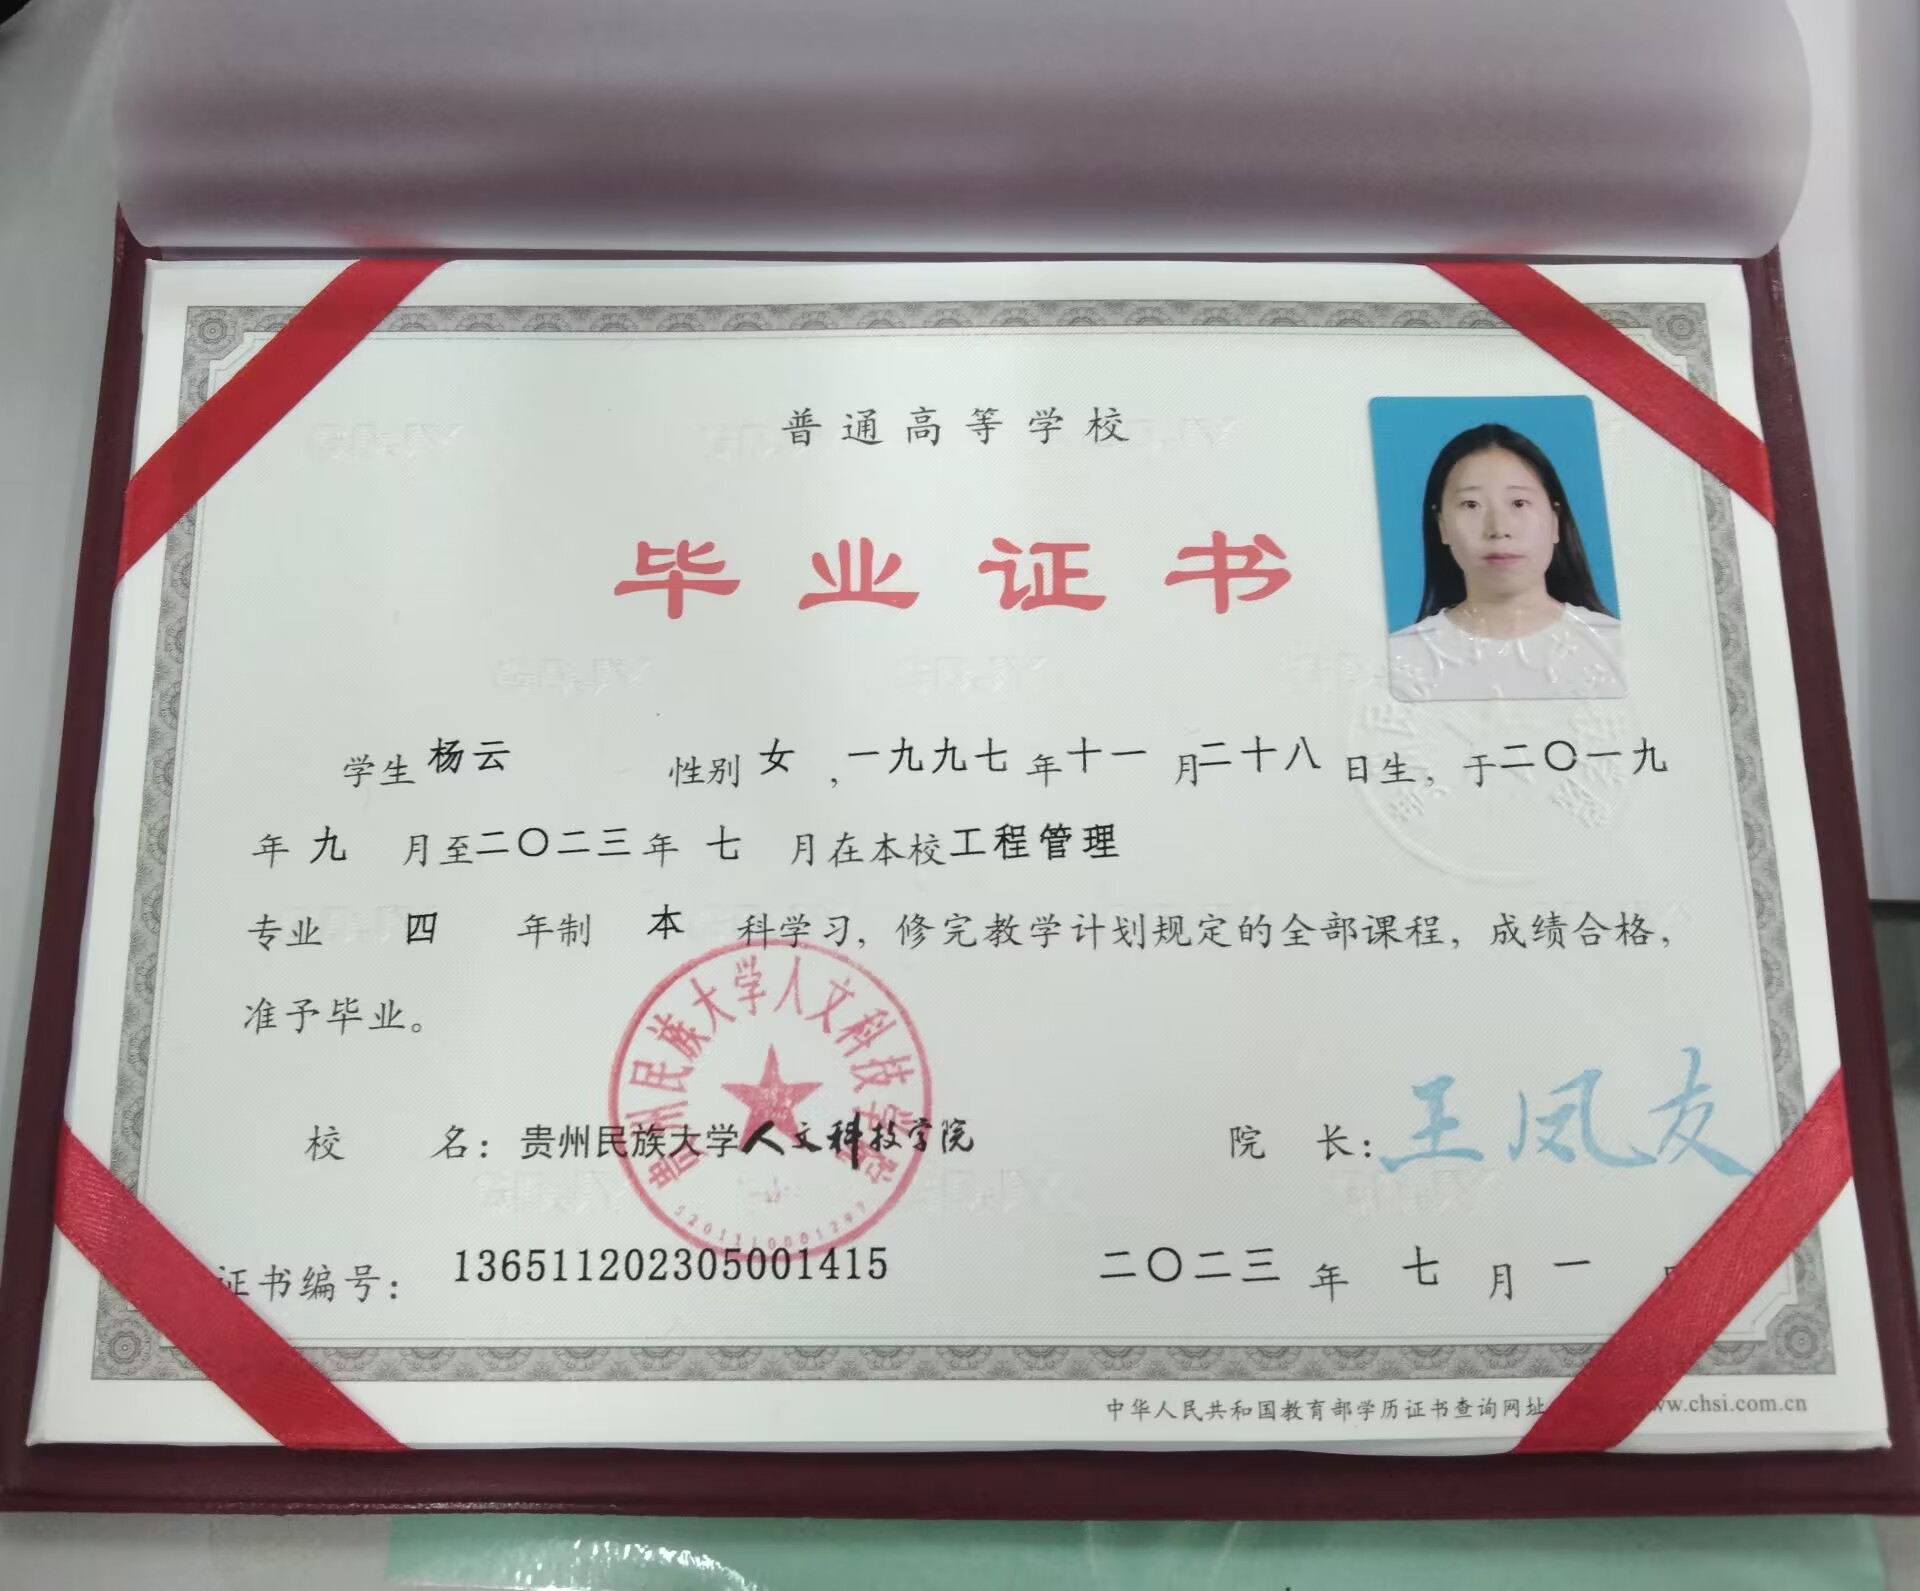 普通高等学校
毕业证书
学生 杨云 性别 女 ，一九九七 年 十一 月 二十八 日生，于 二〇一九
年 九 月至 二〇二三 年 七 月在本校 工程管理
专业 四 年制 本 科学习，修完教学计划规定的全部课程，成绩合格，
准予毕业。
贵州民族大学人文科技学院
5201110001297
校 名：贵州民族大学人文科技学院 院 长：王凤友
证书编号： 136511202305001415 二〇二三 年 七 月 一
中华人民共和国教育部学历证书查询网址 www.chsi.com.cn